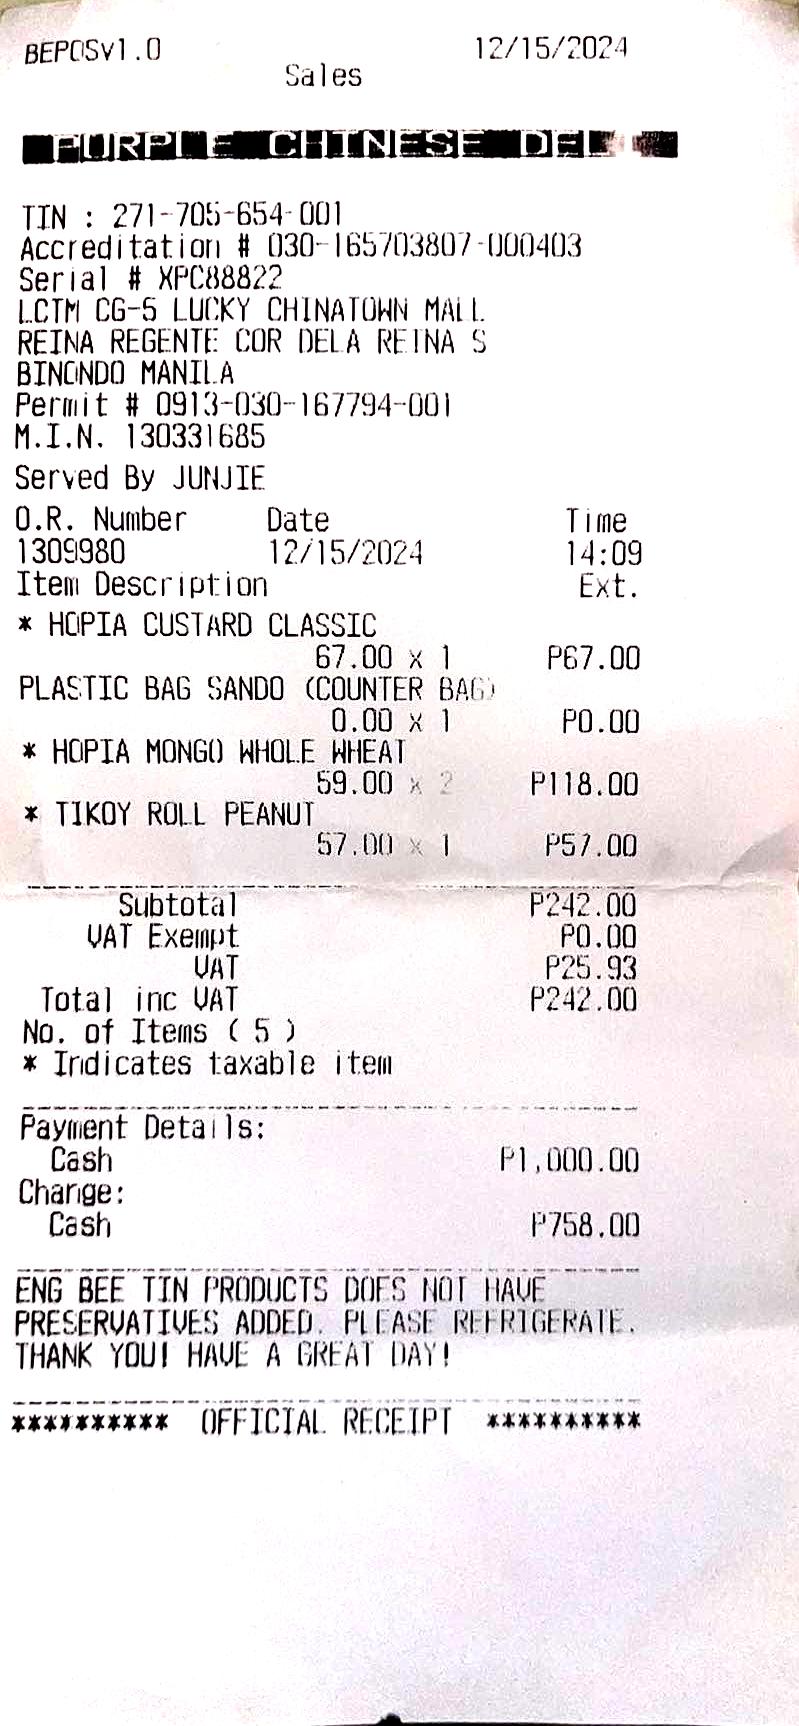 BEPOSv1.0 12/15/2024
Sales
PURPLE CHINESE DEL
TIN : 271-705-654-001
Accreditation # 030-165703807-000403
Serial # XPC88822
LCTM CG-5 LUCKY CHINATOWN MALL
REINA REGENTE COR DELA REINA S
BINONDO MANILA
Permit # 0913-030-167794-001
M.I.N. 130331685
Served By JUNJIE
O.R. Number Date Time
1309980 12/15/2024 14:09
Item Description Ext.
* HOPIA CUSTARD CLASSIC
67.00 x 1 P67.00
PLASTIC BAG SANDO (COUNTER BAG)
0.00 x 1 P0.00
* HOPIA MONGO WHOLE WHEAT
59.00 x 2 P118.00
* TIKOY ROLL PEANUT
57.00 x 1 P57.00
Subtotal P242.00
VAT Exempt P0.00
VAT P25.93
Total inc VAT P242.00
No. of Items ( 5 )
* Indicates taxable item
Payment Details:
Cash P1,000.00
Change:
Cash P758.00
ENG BEE TIN PRODUCTS DOES NOT HAVE
PRESERVATIVES ADDED. PLEASE REFRIGERATE.
THANK YOU! HAVE A GREAT DAY!
********** OFFICIAL RECEIPT **********